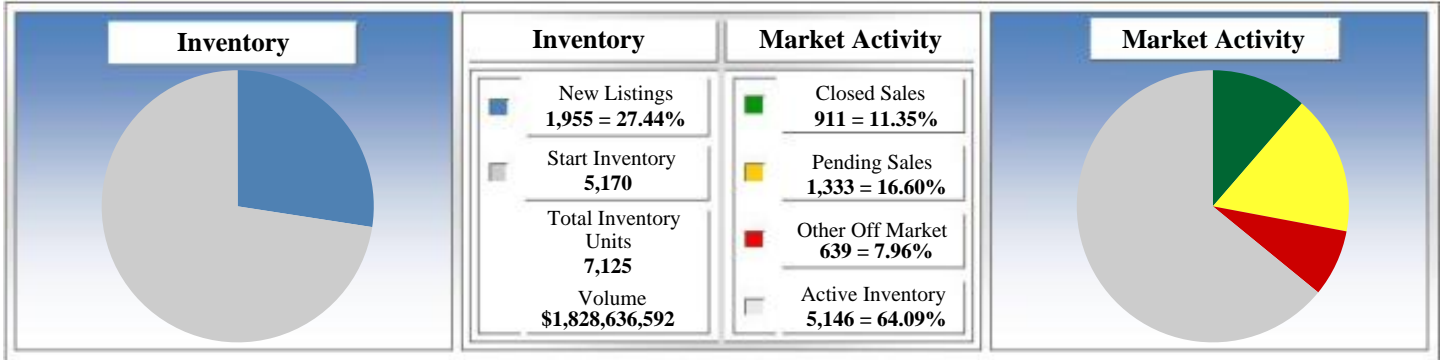 Inventory
Inventory
Market Activity
New Listings
1,955 = 27.44%
Start Inventory
5,170
Total Inventory
Units
7,125
Volume
$1,828,636,592
Closed Sales
911 = 11.35%
Pending Sales
1,333 = 16.60%
Other Off Market
639 = 7.96%
Active Inventory
5,146 = 64.09%
Market Activity